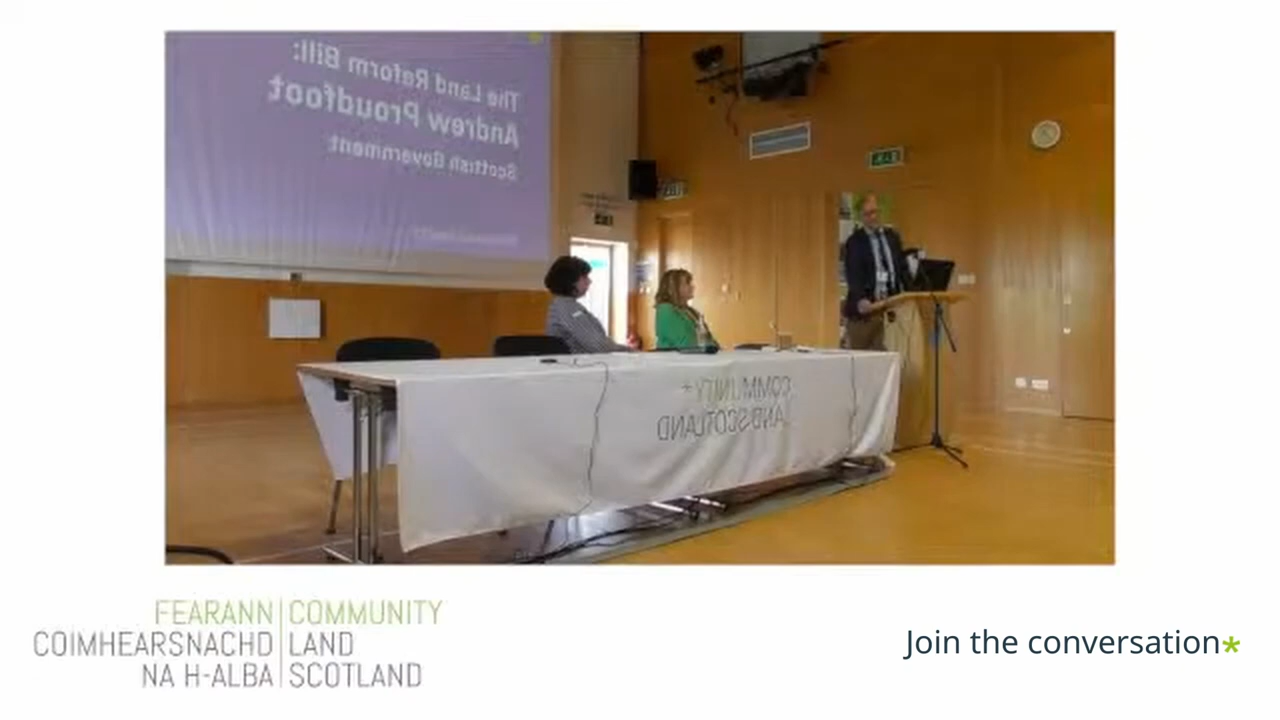 The Land Reform Bill:
Andrew Proudfoot
Scottish Government
COMMUNITY +
LAND SCOTLAND
FEARANN COMMUNITY
COIMHEARSNACHD LAND
NA H-ALBA SCOTLAND
Join the conversation*